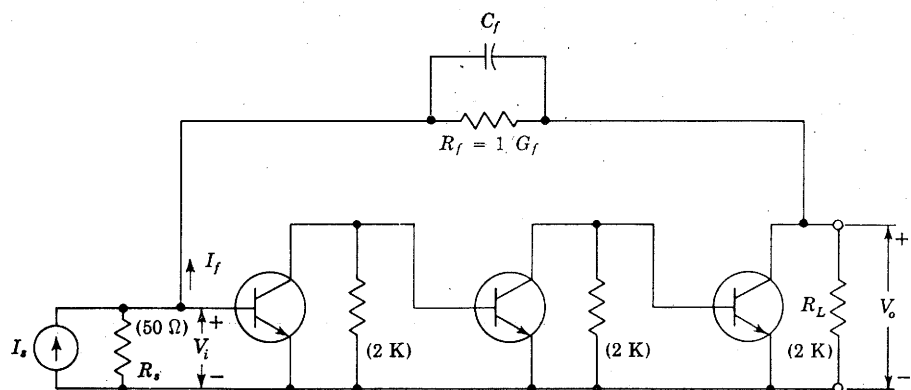 C_f
R_f = 1 / G_f
I_f
I_s
(50 Ω)
R_s
+
V_i
−
(2 K)
(2 K)
R_L
(2 K)
+
V_o
−